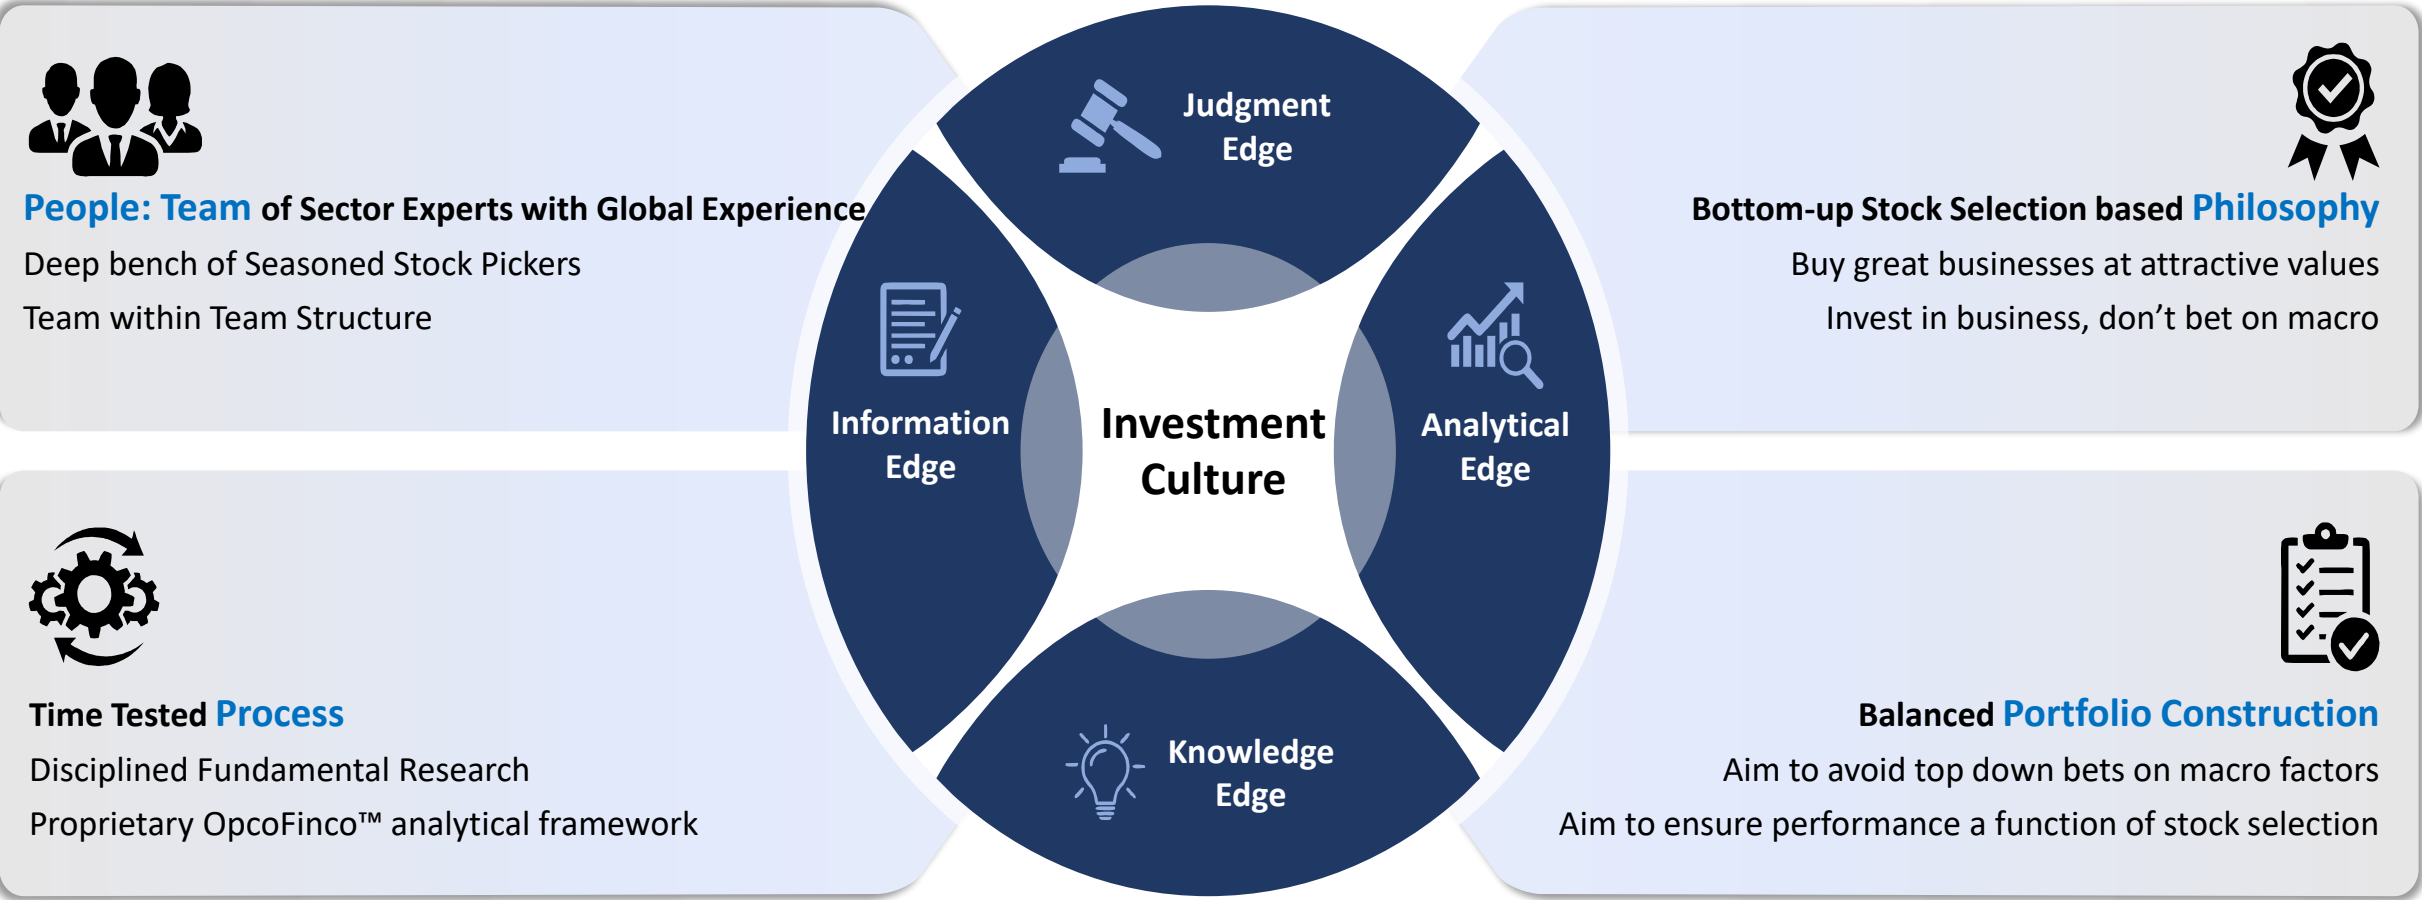 People: Team of Sector Experts with Global Experience
Deep bench of Seasoned Stock Pickers
Team within Team Structure
Judgment
Edge
Bottom-up Stock Selection based Philosophy
Buy great businesses at attractive values
Invest in business, don’t bet on macro
Information
Edge
Investment
Culture
Analytical
Edge
Time Tested Process
Disciplined Fundamental Research
Proprietary OpcoFinco™ analytical framework
Knowledge
Edge
Balanced Portfolio Construction
Aim to avoid top down bets on macro factors
Aim to ensure performance a function of stock selection